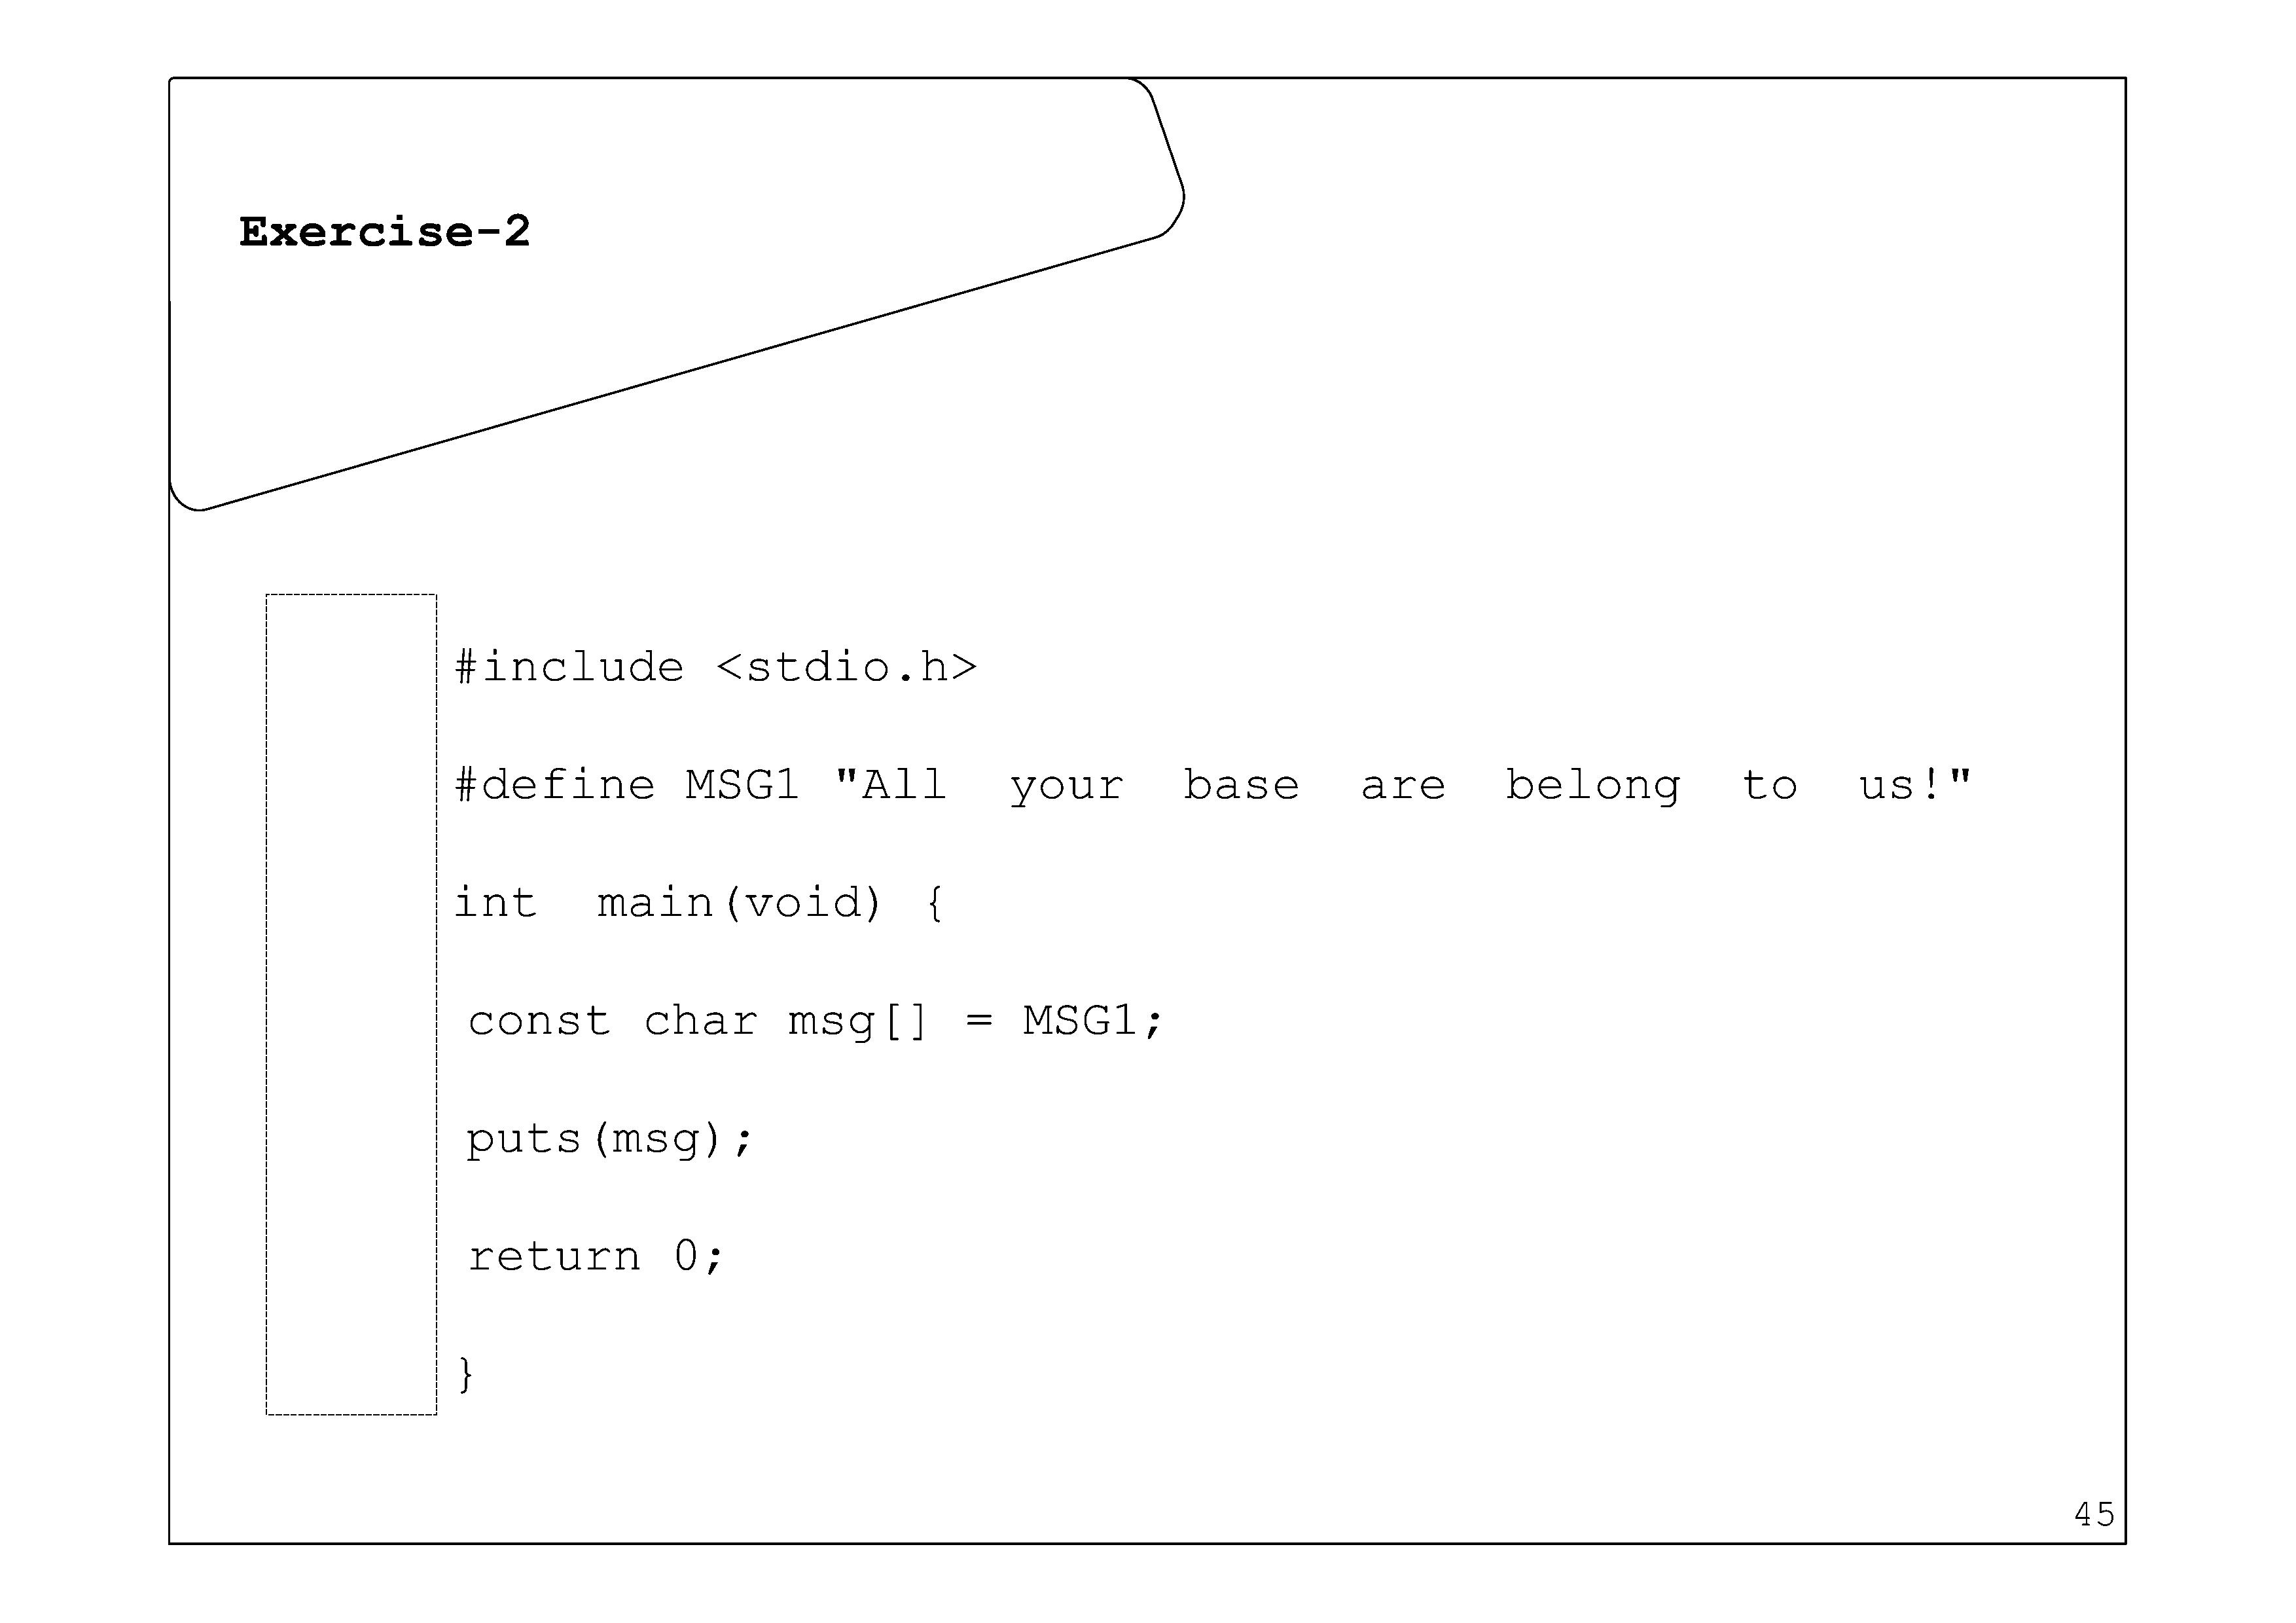 Exercise-2
#include <stdio.h>
#define MSG1 "All  your  base  are  belong  to  us!"
int  main(void) {
const char msg[] = MSG1;
puts(msg);
return 0;
}
45